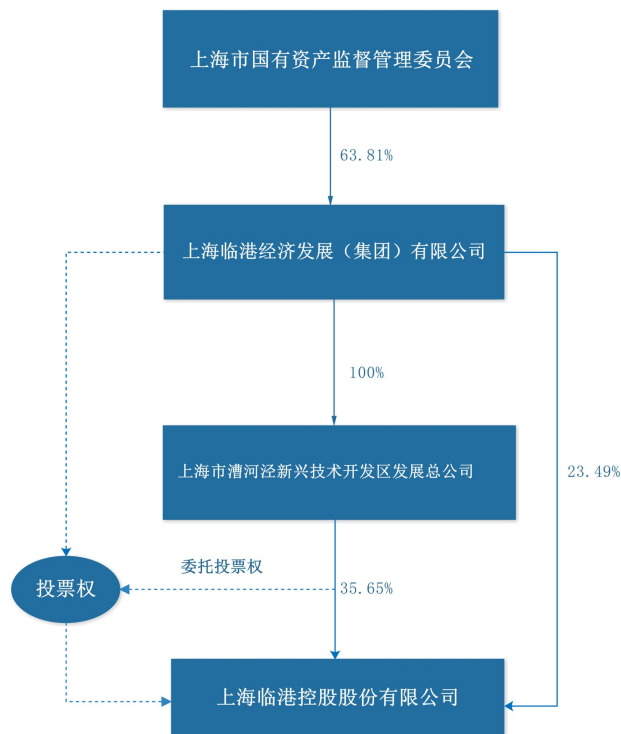 上海市国有资产监督管理委员会
63.81%
上海临港经济发展（集团）有限公司
100%
上海市漕河泾新兴技术开发区发展总公司
23.49%
委托投票权
投票权
35.65%
上海临港控股股份有限公司